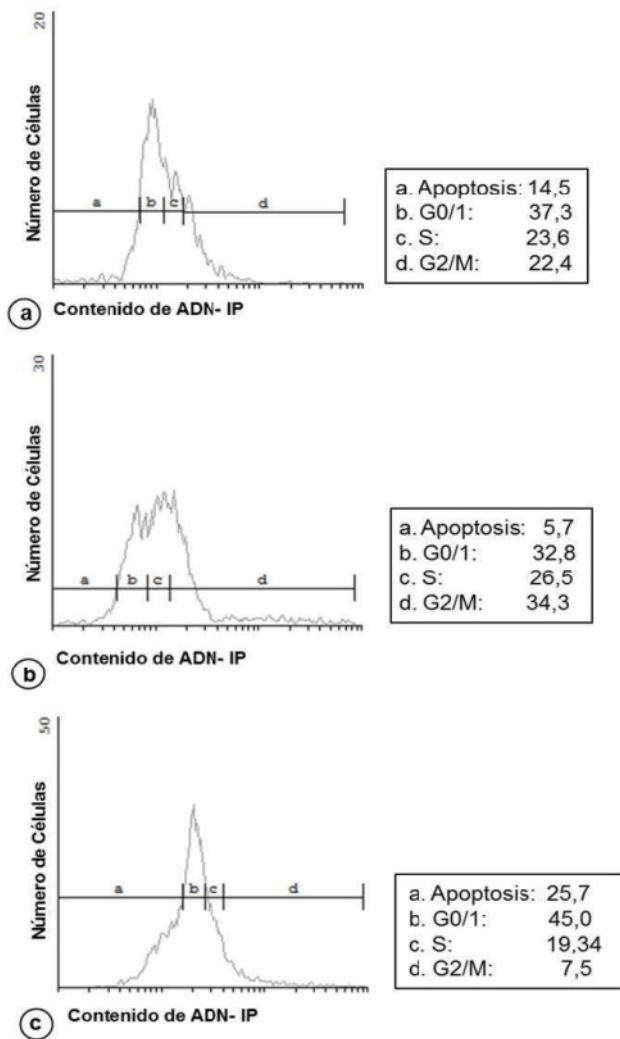 20
Número de Células
a b c d
a. Apoptosis: 14,5
b. G0/1: 37,3
c. S: 23,6
d. G2/M: 22,4
a Contenido de ADN- IP
30
Número de Células
a b c d
a. Apoptosis: 5,7
b. G0/1: 32,8
c. S: 26,5
d. G2/M: 34,3
b Contenido de ADN- IP
50
Número de Células
a b c d
a. Apoptosis: 25,7
b. G0/1: 45,0
c. S: 19,34
d. G2/M: 7,5
c Contenido de ADN- IP